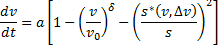 dv/dt = a[1 − (v/v₀)^δ − (s*(v,Δv)/s)²]